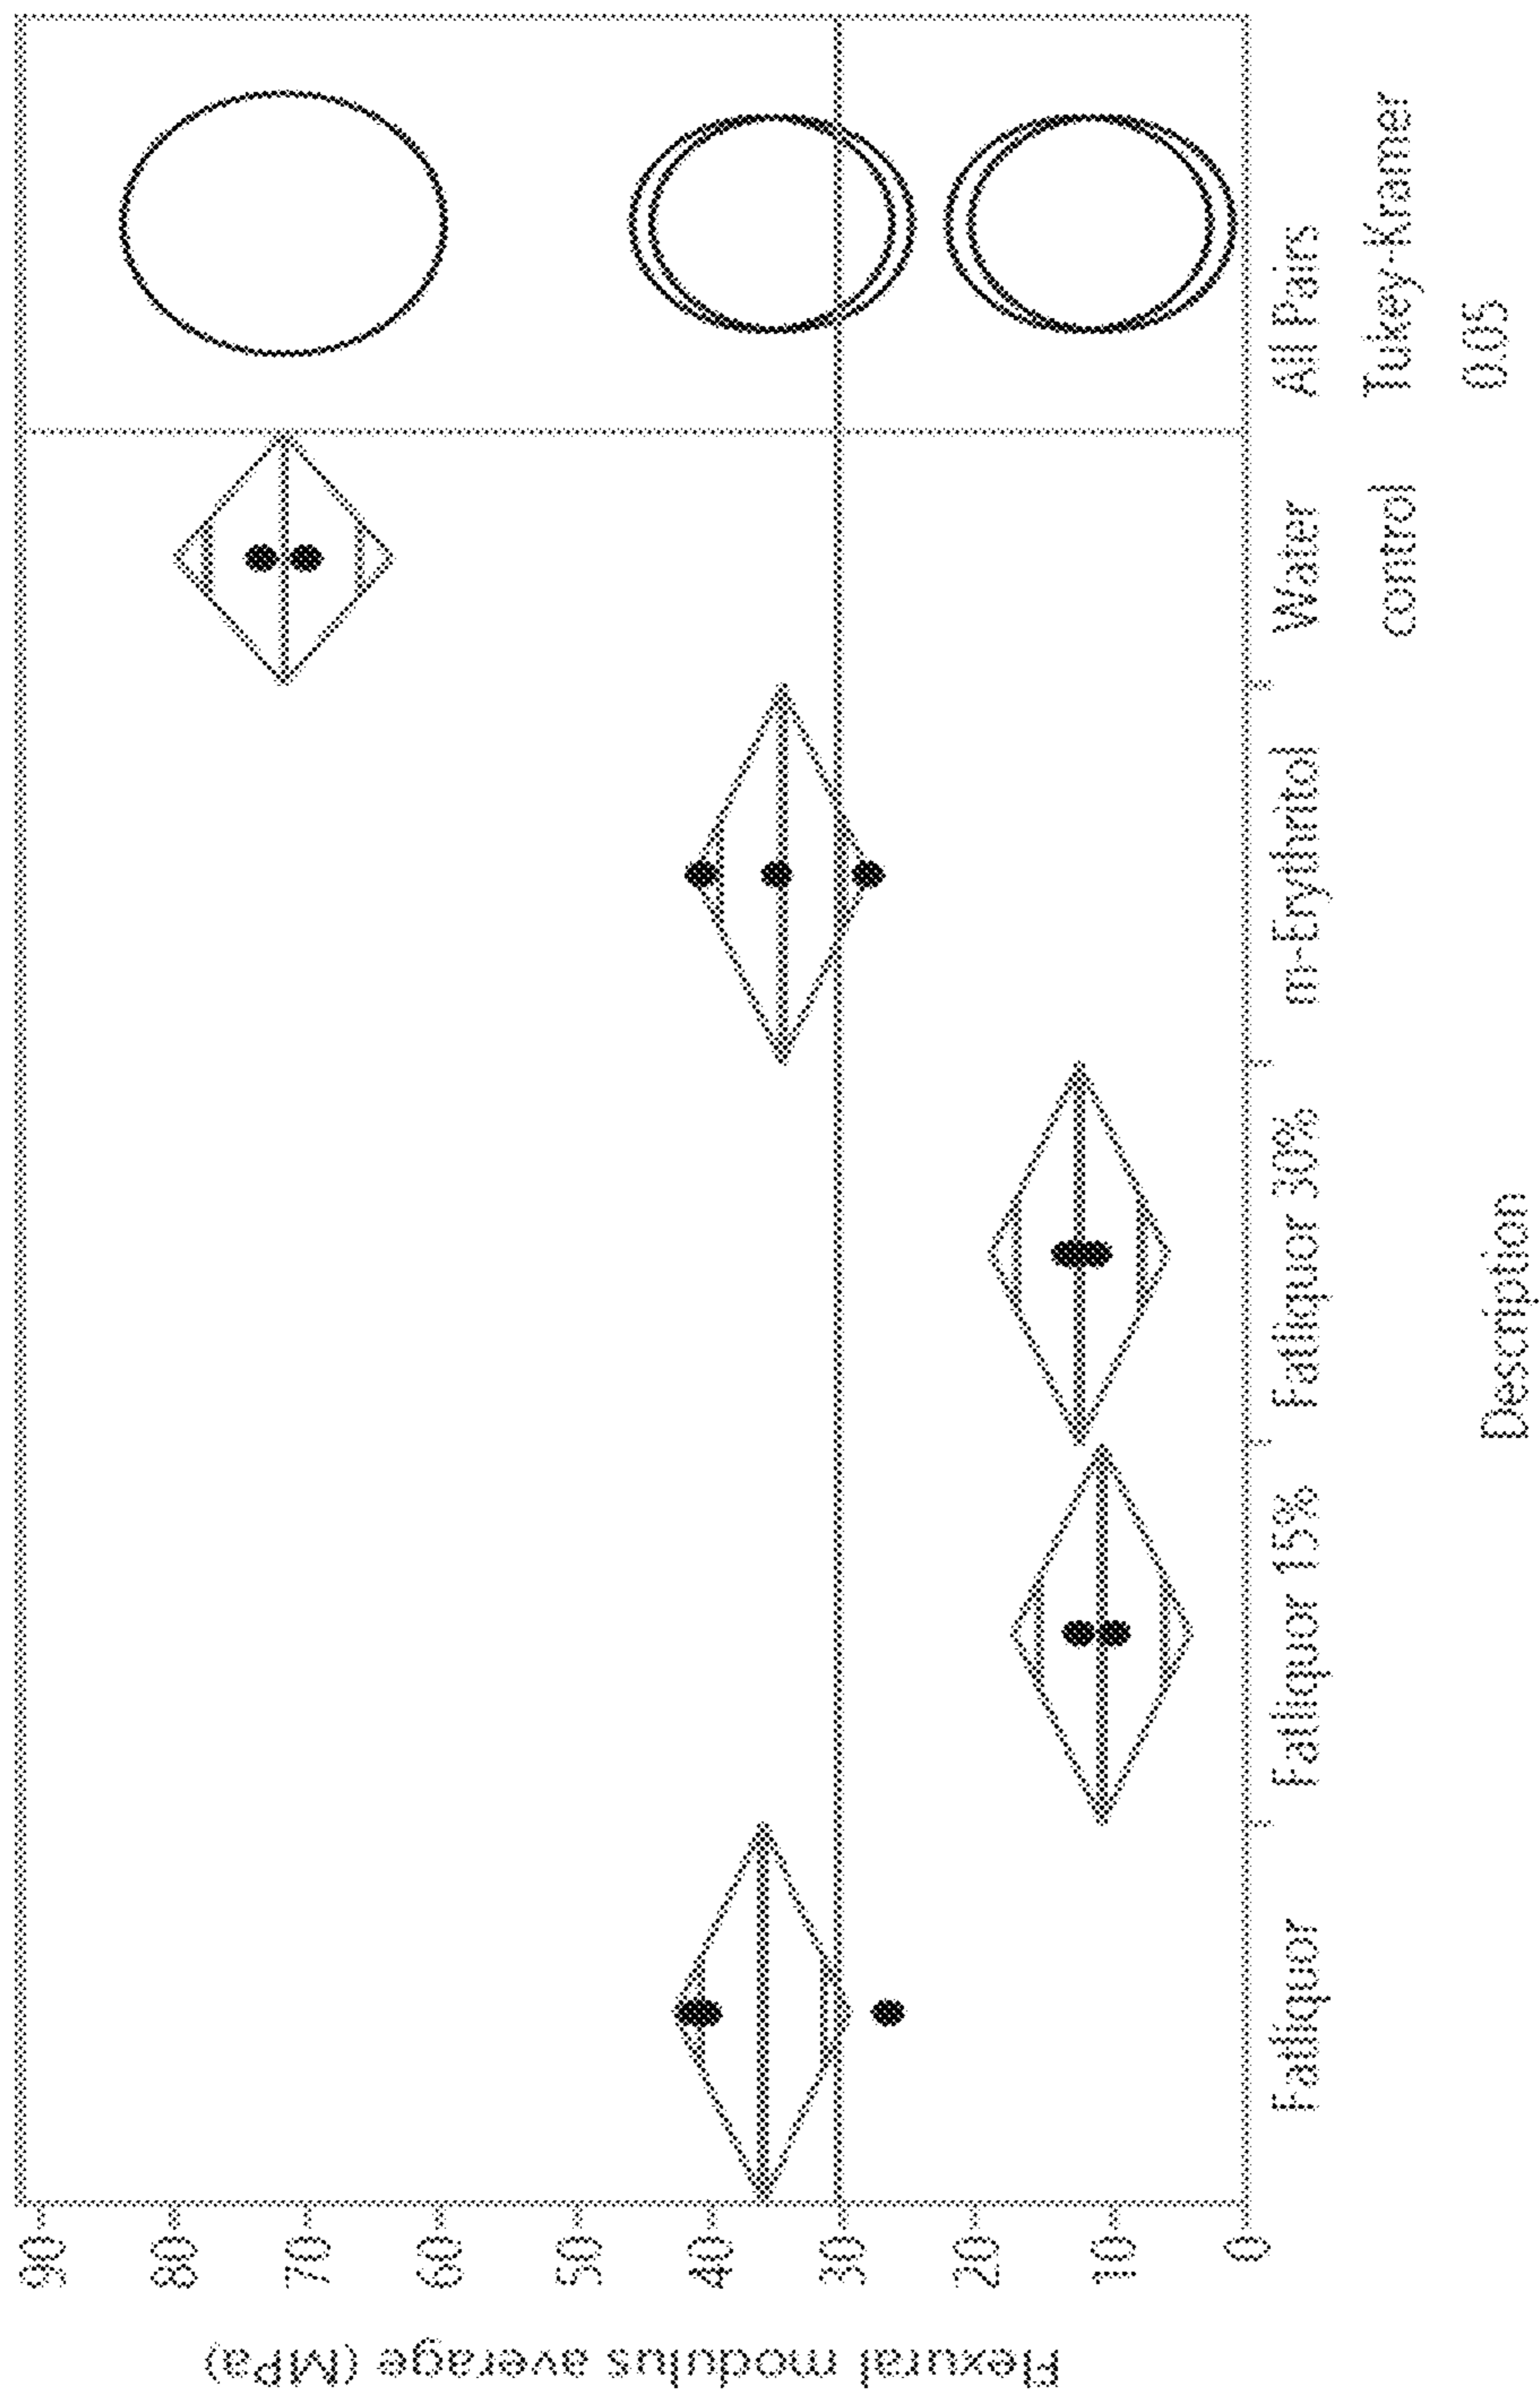 Flexural modulus average (MPa)
90
80
70
60
50
40
30
20
10
0
Fatliquor
Fatliquor 15%
Fatliquor 30%
m-Erythritol
Water
control
All Pairs
Tukey-Kramer
0.05
Description